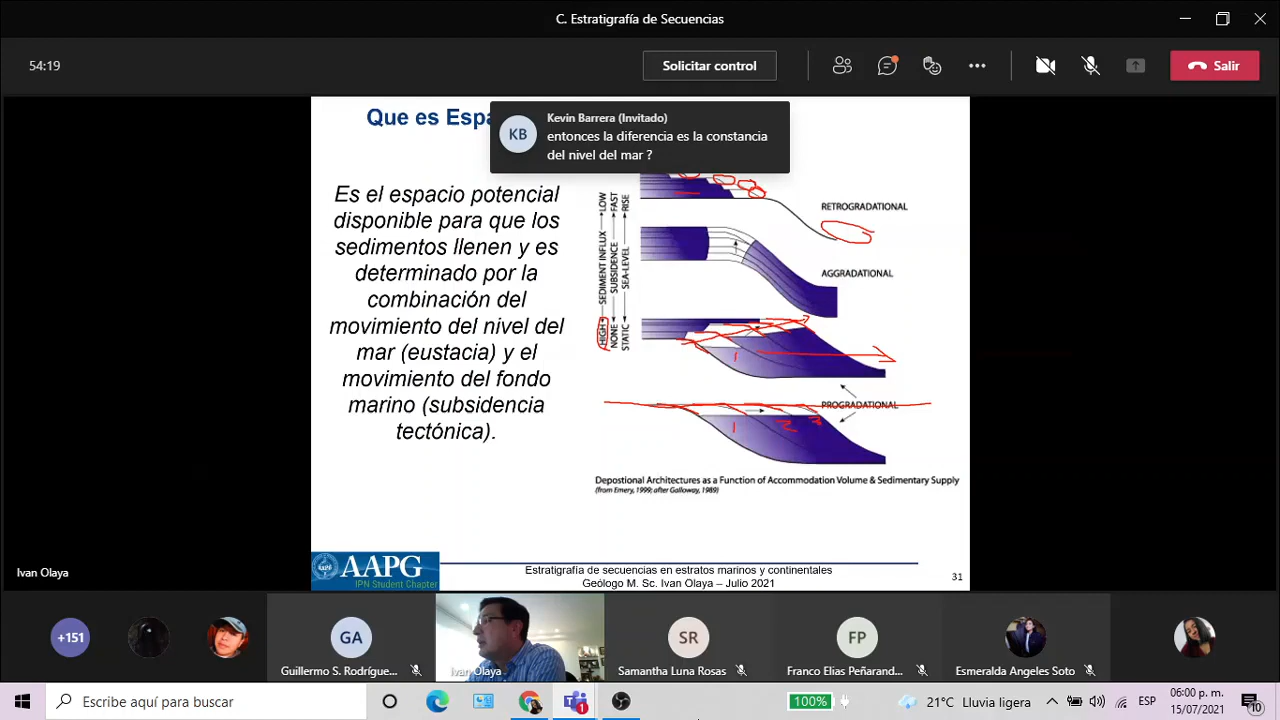 C. Estratigrafía de Secuencias
54:19
Solicitar control
Salir
Que es Espa
KB
Kevin Barrera (Invitado)
entonces la diferencia es la constancia
del nivel del mar ?
Es el espacio potencial
disponible para que los
sedimentos llenen y es
determinado por la
combinación del
movimiento del nivel del
mar (eustacia) y el
movimiento del fondo
marino (subsidencia
tectónica).
HIGH SEDIMENT INFLUX LOW
NONE SUBSIDENCE FAST
STATIC SEA-LEVEL RISE
RETROGRADATIONAL
AGGRADATIONAL
1
PROGRADATIONAL
1 2 3
Depostional Architectures as a Function of Accommodation Volume & Sedimentary Supply
(from Emery, 1999; after Galloway, 1989)
AAPG
IPN Student Chapter
Estratigrafía de secuencias en estratos marinos y continentales
Geólogo M. Sc. Ivan Olaya – Julio 2021
31
Ivan Olaya
+151
GA
Guillermo S. Rodrígue...
Ivan Olaya
SR
Samantha Luna Rosas
FP
Franco Elias Peñarand...
Esmeralda Angeles Soto
Escribe aquí para buscar
1
100%
21°C Lluvia ligera
ESP
06:00 p. m.
15/07/2021
10